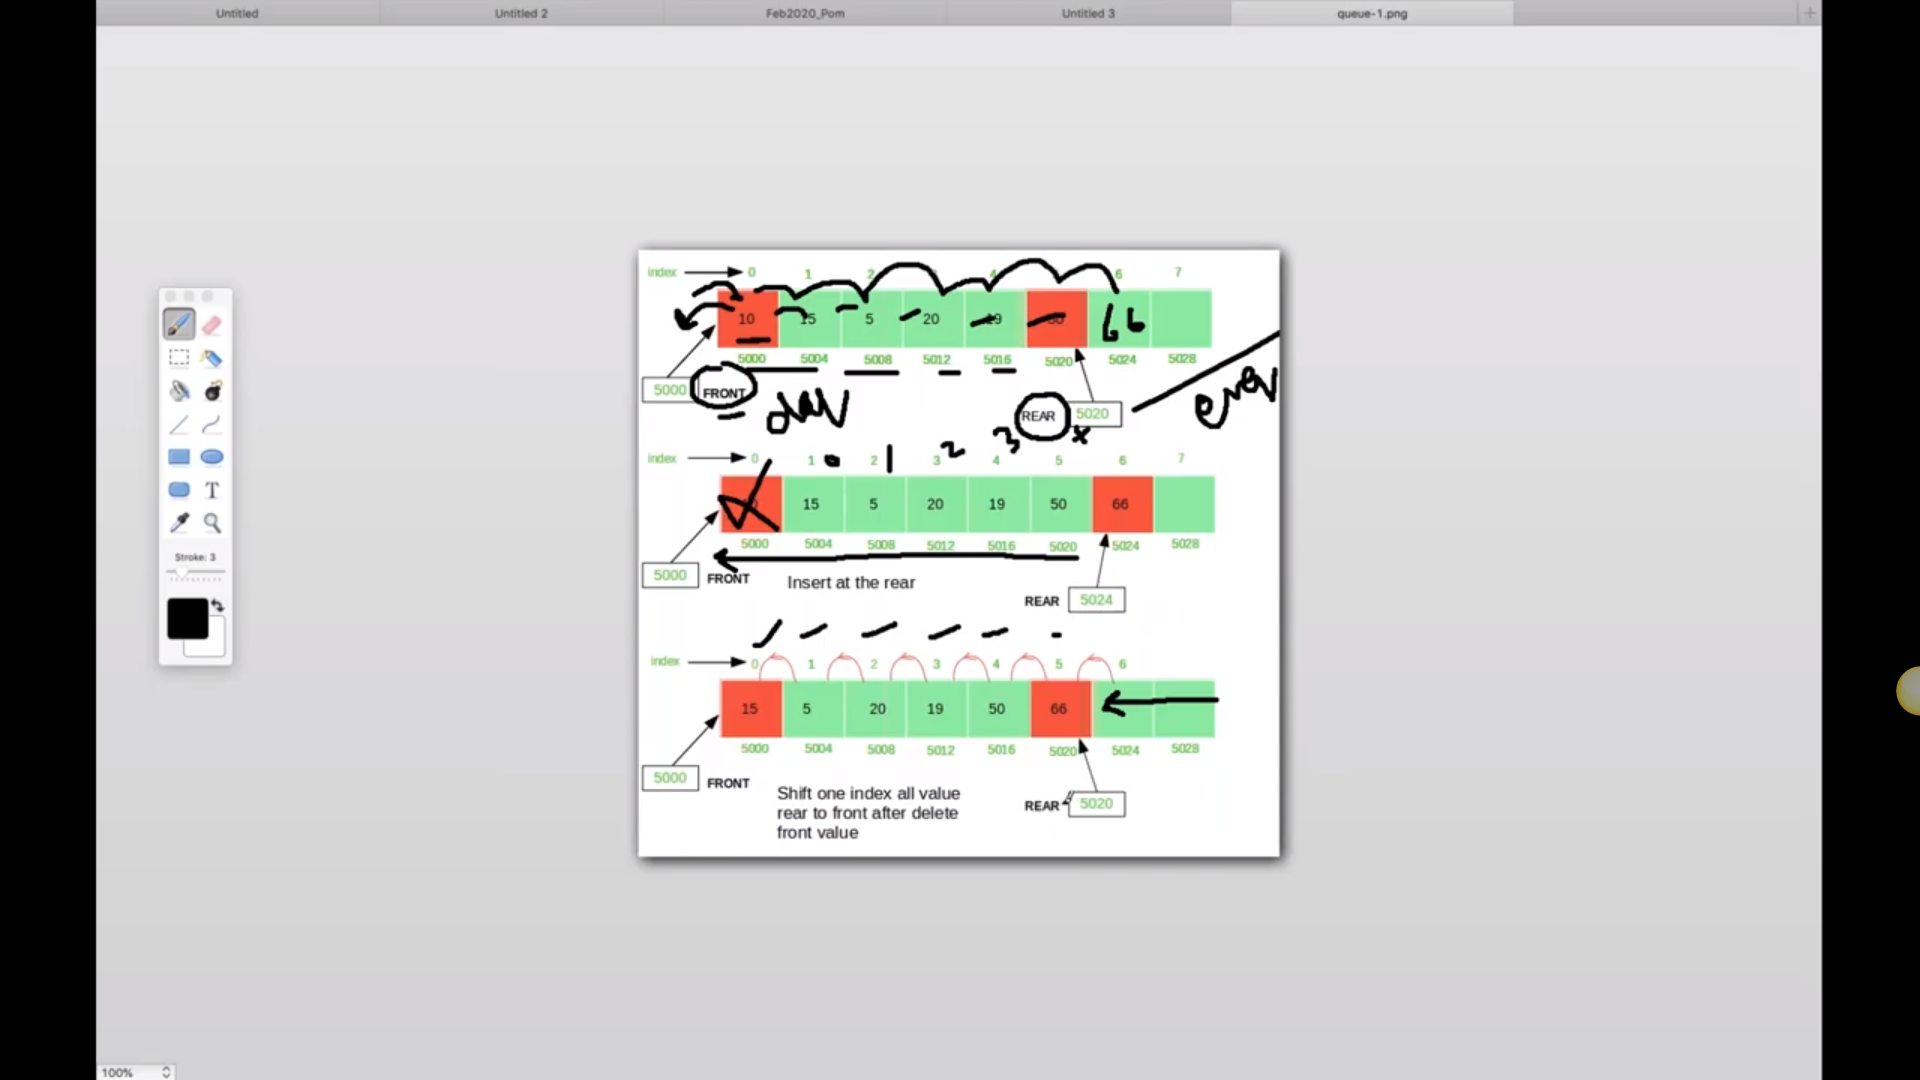 Untitled Untitled 2 Feb2020_Pom Untitled 3 queue-1.png
index 0 1 2 4 6 7
10 15 5 20 19 50 66
5000 5004 5008 5012 5016 5020 5024 5028
5000 FRONT REAR 5020
0 1 2 3
index 0 1 2 3 4 5 6 7
15 5 20 19 50 66
5000 5004 5008 5012 5016 5020 5024 5028
5000 FRONT Insert at the rear
REAR 5024
index 0 1 2 3 4 5 6
15 5 20 19 50 66
5000 5004 5008 5012 5016 5020 5024 5028
5000 FRONT
Shift one index all value
rear to front after delete
front value
REAR 5020
T
Stroke: 3
100%